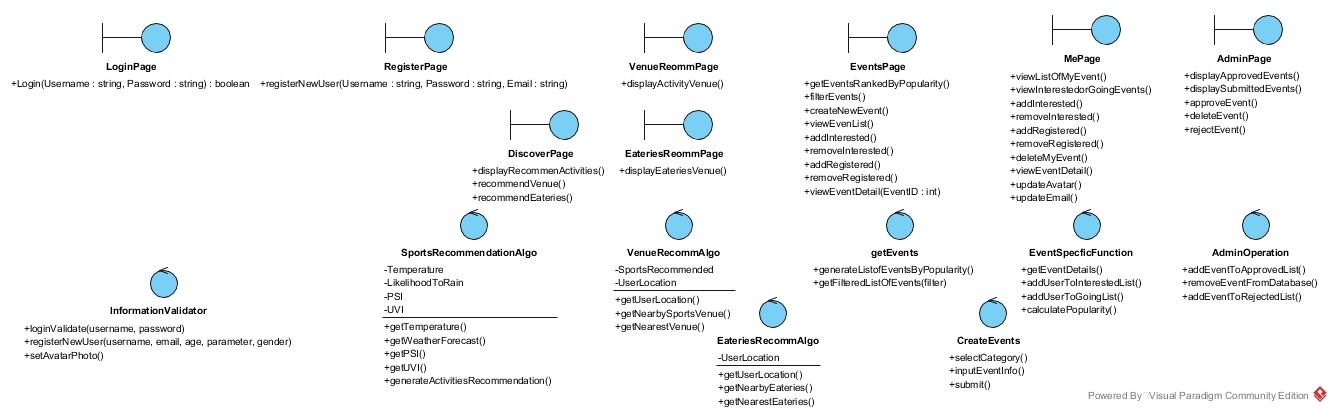 LoginPage
+Login(Username : string, Password : string) : boolean
RegisterPage
+registerNewUser(Username : string, Password : string, Email : string)
VenueReommPage
+displayActivityVenue()
EventsPage
+getEventsRankedByPopularity()
+filterEvents()
+createNewEvent()
+viewEvenList()
+addInterested()
+removeInterested()
+addRegistered()
+removeRegistered()
+viewEventDetail(EventID : int)
MePage
+viewListOfMyEvent()
+viewInterestedorGoingEvents()
+addInterested()
+removeInterested()
+addRegistered()
+removeRegistered()
+deleteMyEvent()
+viewEventDetail()
+updateAvatar()
+updateEmail()
AdminPage
+displayApprovedEvents()
+displaySubmittedEvents()
+approveEvent()
+deleteEvent()
+rejectEvent()
DiscoverPage
+displayRecommenActivities()
+recommendVenue()
+recommendEateries()
EateriesReommPage
+displayEateriesVenue()
InformationValidator
+loginValidate(username, password)
+registerNewUser(username, email, age, parameter, gender)
+setAvatarPhoto()
SportsRecommendationAlgo
-Temperature
-LikelihoodToRain
-PSI
-UVI
+getTemperature()
+getWeatherForecast()
+getPSI()
+getUVI()
+generateActivitiesRecommendation()
VenueRecommAlgo
-SportsRecommended
-UserLocation
+getUserLocation()
+getNearbySportsVenue()
+getNearestVenue()
EateriesRecommAlgo
-UserLocation
+getUserLocation()
+getNearbyEateries()
+getNearestEateries()
getEvents
+generateListofEventsByPopularity()
+getFilteredListOfEvents(filter)
CreateEvents
+selectCategory()
+inputEventInfo()
+submit()
EventSpecficFunction
+getEventDetails()
+addUserToInterestedList()
+addUserToGoingList()
+calculatePopularity()
AdminOperation
+addEventToApprovedList()
+removeEventFromDatabase()
+addEventToRejectedList()
Powered By Visual Paradigm Community Edition